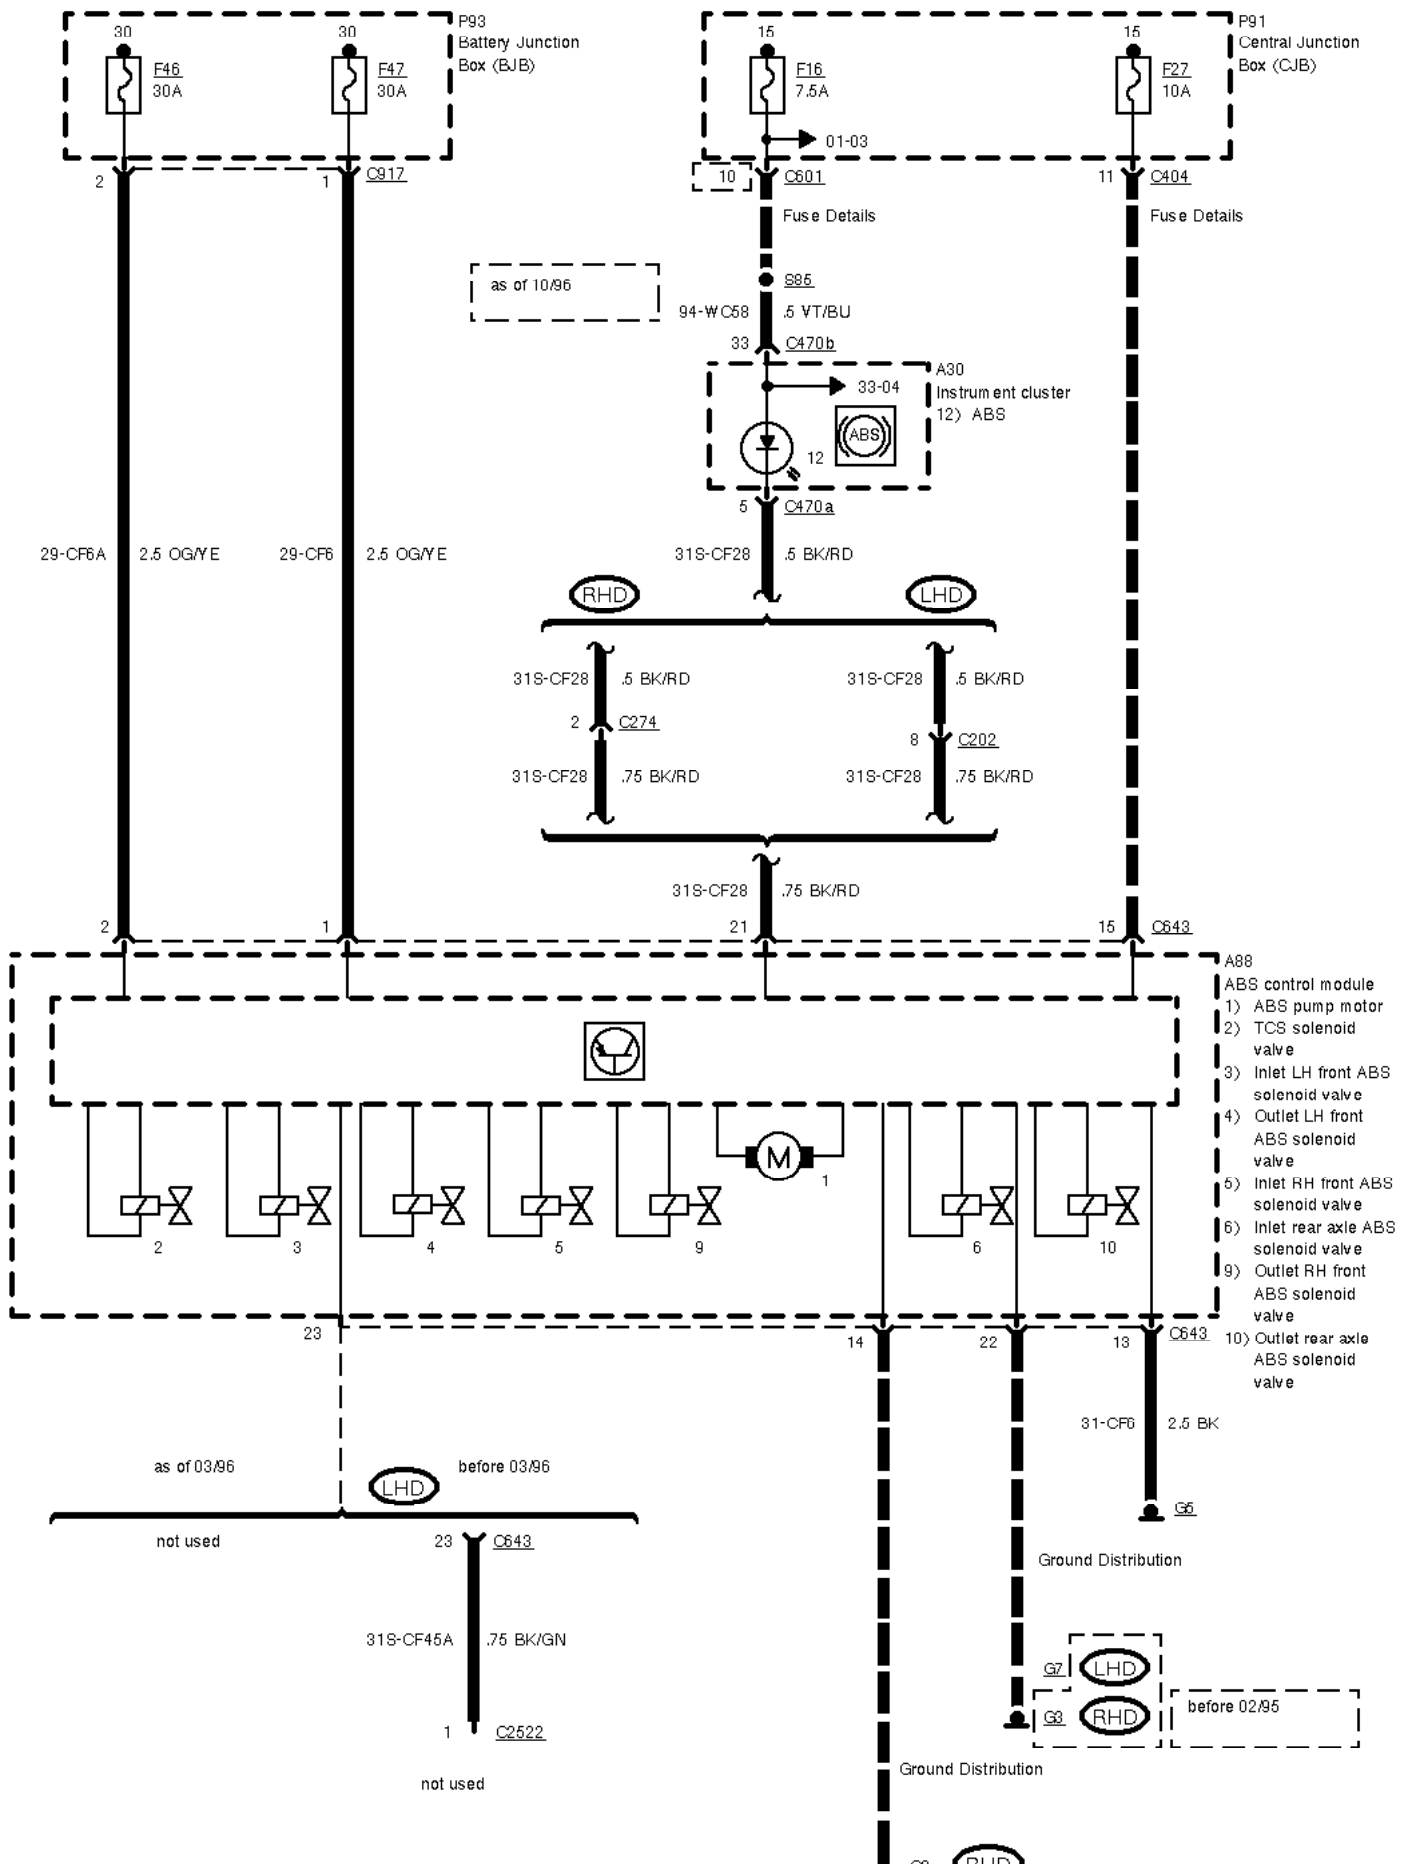 P93
Battery Junction
Box (BJB)
30
F46
30A
30
F47
30A
P91
Central Junction
Box (CJB)
15
F16
7.5A
01-03
15
F27
10A
2
1
C917
10
C601
11
C404
Fuse Details
Fuse Details
as of 10/96
S85
94-WC58
.5 VT/BU
33
C470b
33-04
A30
Instrument cluster
12) ABS
ABS
12
5
C470a
29-CF6A
2.5 OG/YE
29-CF6
2.5 OG/YE
31S-CF28
.5 BK/RD
RHD
LHD
31S-CF28
.5 BK/RD
31S-CF28
.5 BK/RD
2
C274
8
C202
31S-CF28
.75 BK/RD
31S-CF28
.75 BK/RD
31S-CF28
.75 BK/RD
2
1
21
15
C643
A88
ABS control module
1) ABS pump motor
2) TCS solenoid
valve
3) Inlet LH front ABS
solenoid valve
4) Outlet LH front
ABS solenoid
valve
5) Inlet RH front ABS
solenoid valve
6) Inlet rear axle ABS
solenoid valve
9) Outlet RH front
ABS solenoid
valve
10) Outlet rear axle
ABS solenoid
valve
M
1
2
3
4
5
9
6
10
23
14
22
13
C643
31-CF6
2.5 BK
G5
as of 03/96
LHD
before 03/96
not used
23
C643
31S-CF45A
.75 BK/GN
1
C2522
not used
Ground Distribution
G7
LHD
G3
RHD
before 02/95
Ground Distribution
RHD